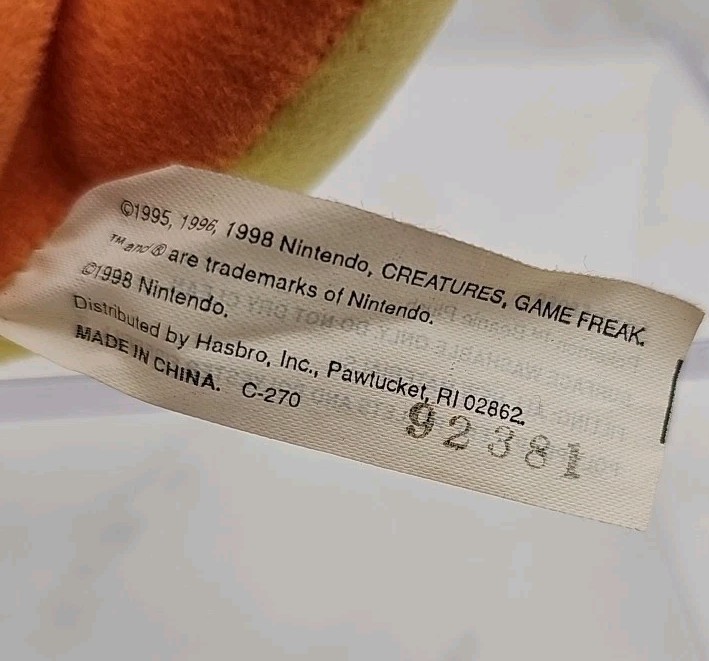 ©1995, 1996, 1998 Nintendo, CREATURES, GAME FREAK.
™ and ® are trademarks of Nintendo.
©1998 Nintendo.
Distributed by Hasbro, Inc., Pawtucket, RI 02862.
MADE IN CHINA. C-270
92381